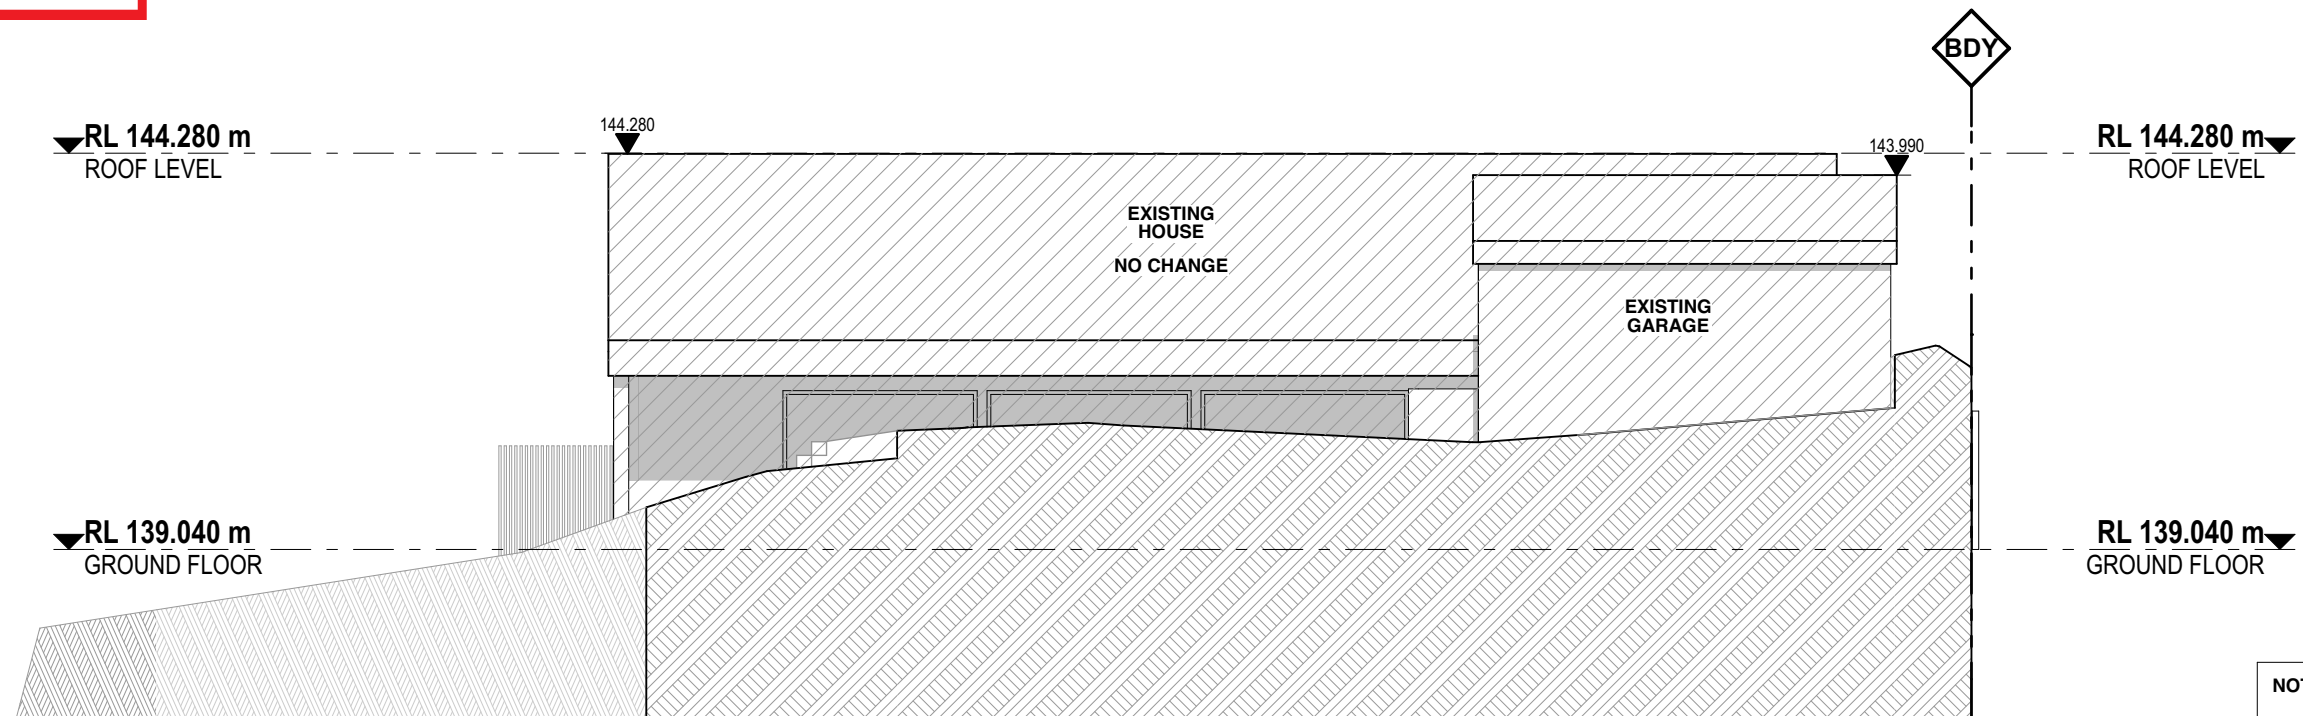 BDY
144.280
RL 144.280 m
ROOF LEVEL
143.990
RL 144.280 m
ROOF LEVEL
EXISTING
HOUSE
NO CHANGE
EXISTING
GARAGE
RL 139.040 m
GROUND FLOOR
RL 139.040 m
GROUND FLOOR